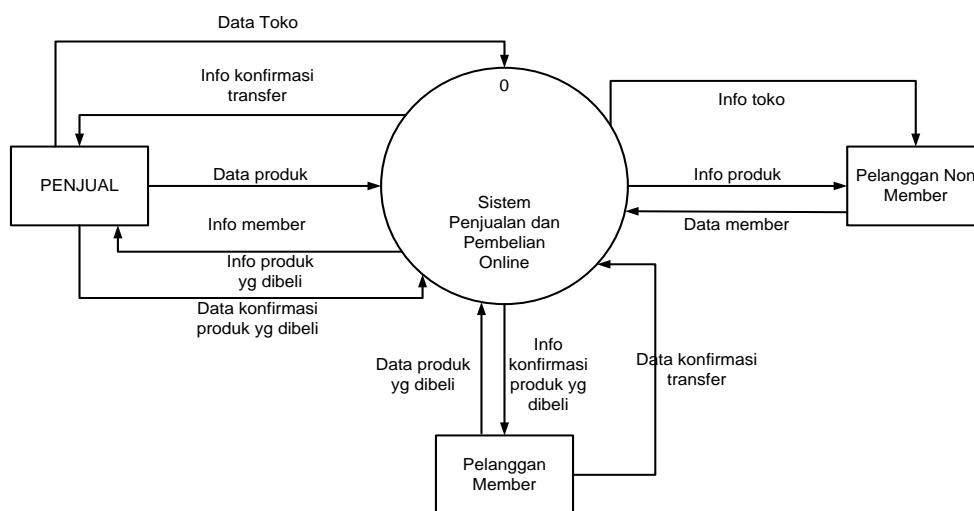 Data Toko
Info konfirmasi
transfer
0
Info toko
PENJUAL
Data produk
Info produk
Pelanggan Non
Member
Info member
Data member
Sistem
Penjualan dan
Pembelian
Online
Info produk
yg dibeli
Data konfirmasi
produk yg dibeli
Data produk
yg dibeli
Info
konfirmasi
produk yg
dibeli
Data konfirmasi
transfer
Pelanggan
Member